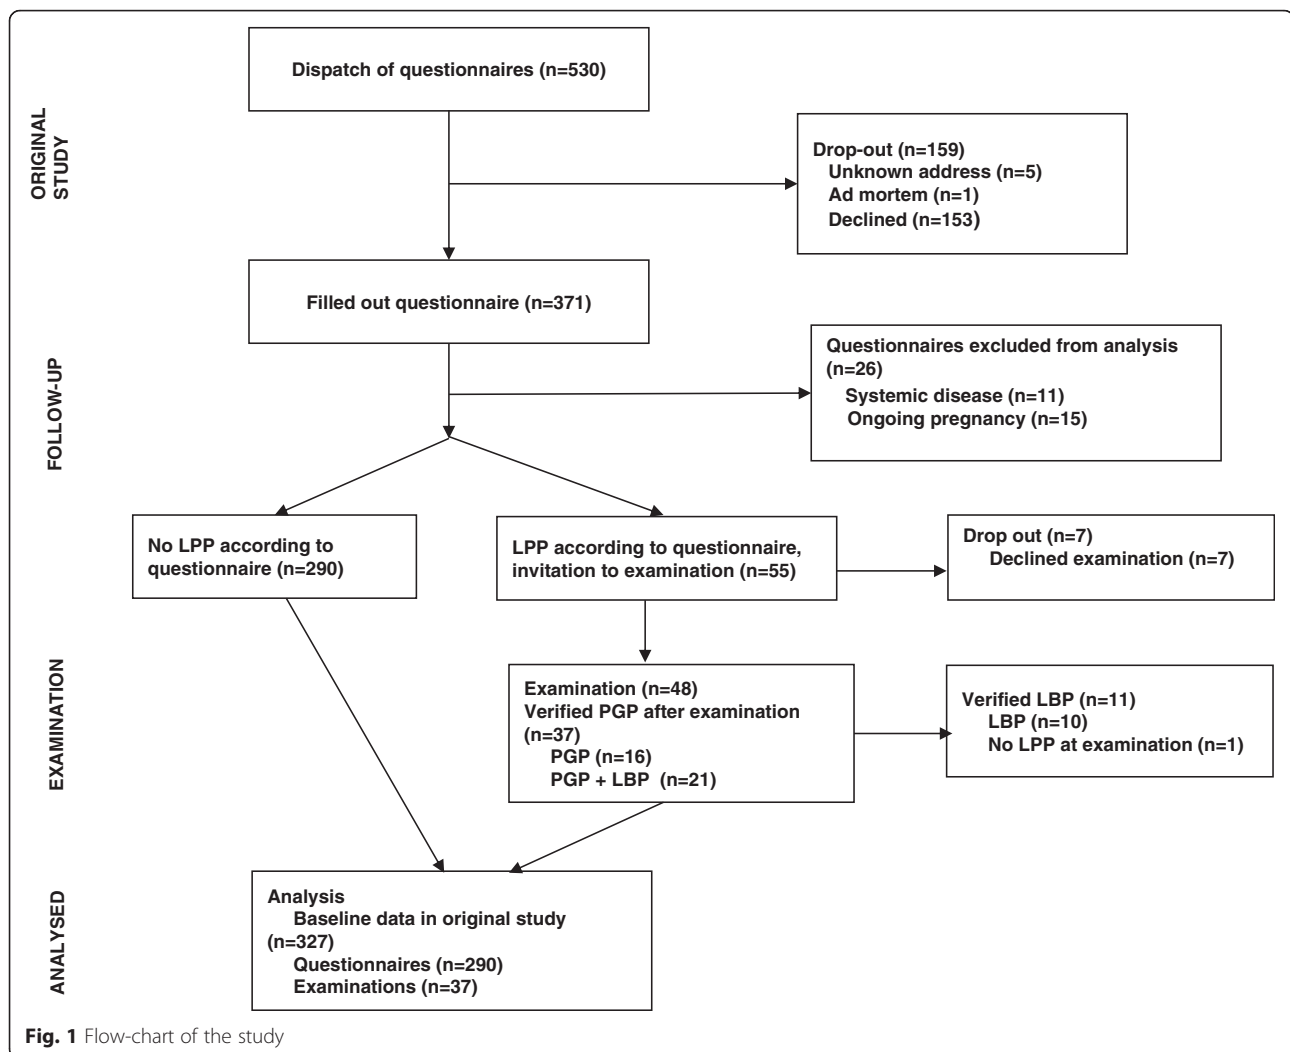 Dispatch of questionnaires (n=530)
ORIGINAL
STUDY
Drop-out (n=159)
Unknown address (n=5)
Ad mortem (n=1)
Declined (n=153)
Filled out questionnaire (n=371)
FOLLOW-UP
Questionnaires excluded from analysis
(n=26)
Systemic disease (n=11)
Ongoing pregnancy (n=15)
No LPP according to
questionnaire (n=290)
LPP according to questionnaire,
invitation to examination (n=55)
Drop out (n=7)
Declined examination (n=7)
EXAMINATION
Examination (n=48)
Verified PGP after examination
(n=37)
PGP (n=16)
PGP + LBP (n=21)
Verified LBP (n=11)
LBP (n=10)
No LPP at examination (n=1)
ANALYSED
Analysis
Baseline data in original study
(n=327)
Questionnaires (n=290)
Examinations (n=37)
Fig. 1 Flow-chart of the study